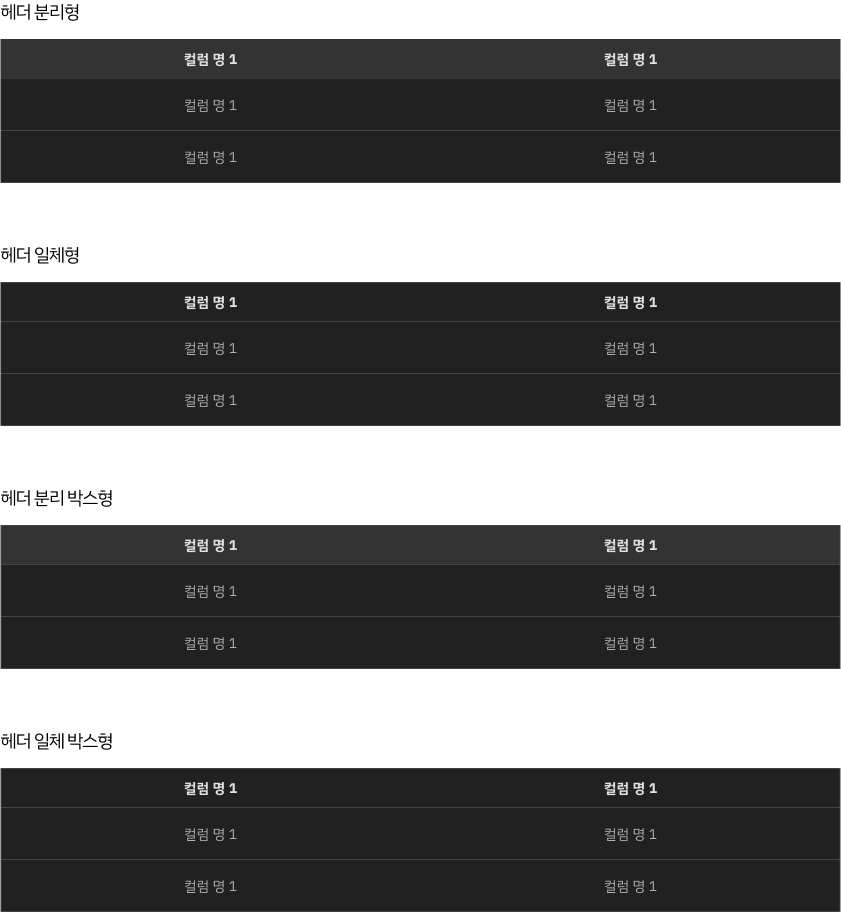 헤더 분리형
컬럼 명 1 컬럼 명 1
컬럼 명 1 컬럼 명 1
컬럼 명 1 컬럼 명 1
헤더 일체형
컬럼 명 1 컬럼 명 1
컬럼 명 1 컬럼 명 1
컬럼 명 1 컬럼 명 1
헤더 분리 박스형
컬럼 명 1 컬럼 명 1
컬럼 명 1 컬럼 명 1
컬럼 명 1 컬럼 명 1
헤더 일체 박스형
컬럼 명 1 컬럼 명 1
컬럼 명 1 컬럼 명 1
컬럼 명 1 컬럼 명 1